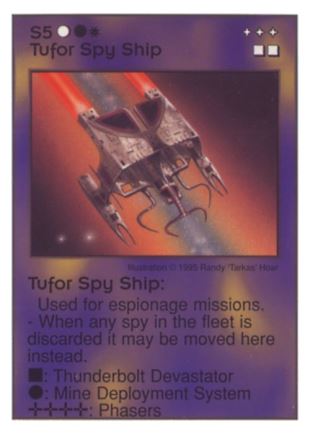 S5
Tufor Spy Ship
Illustration © 1995 Randy 'Tarkas' Hoar
Tufor Spy Ship:
Used for espionage missions.
- When any spy in the fleet is
discarded it may be moved here
instead.
: Thunderbolt Devastator
: Mine Deployment System
: Phasers